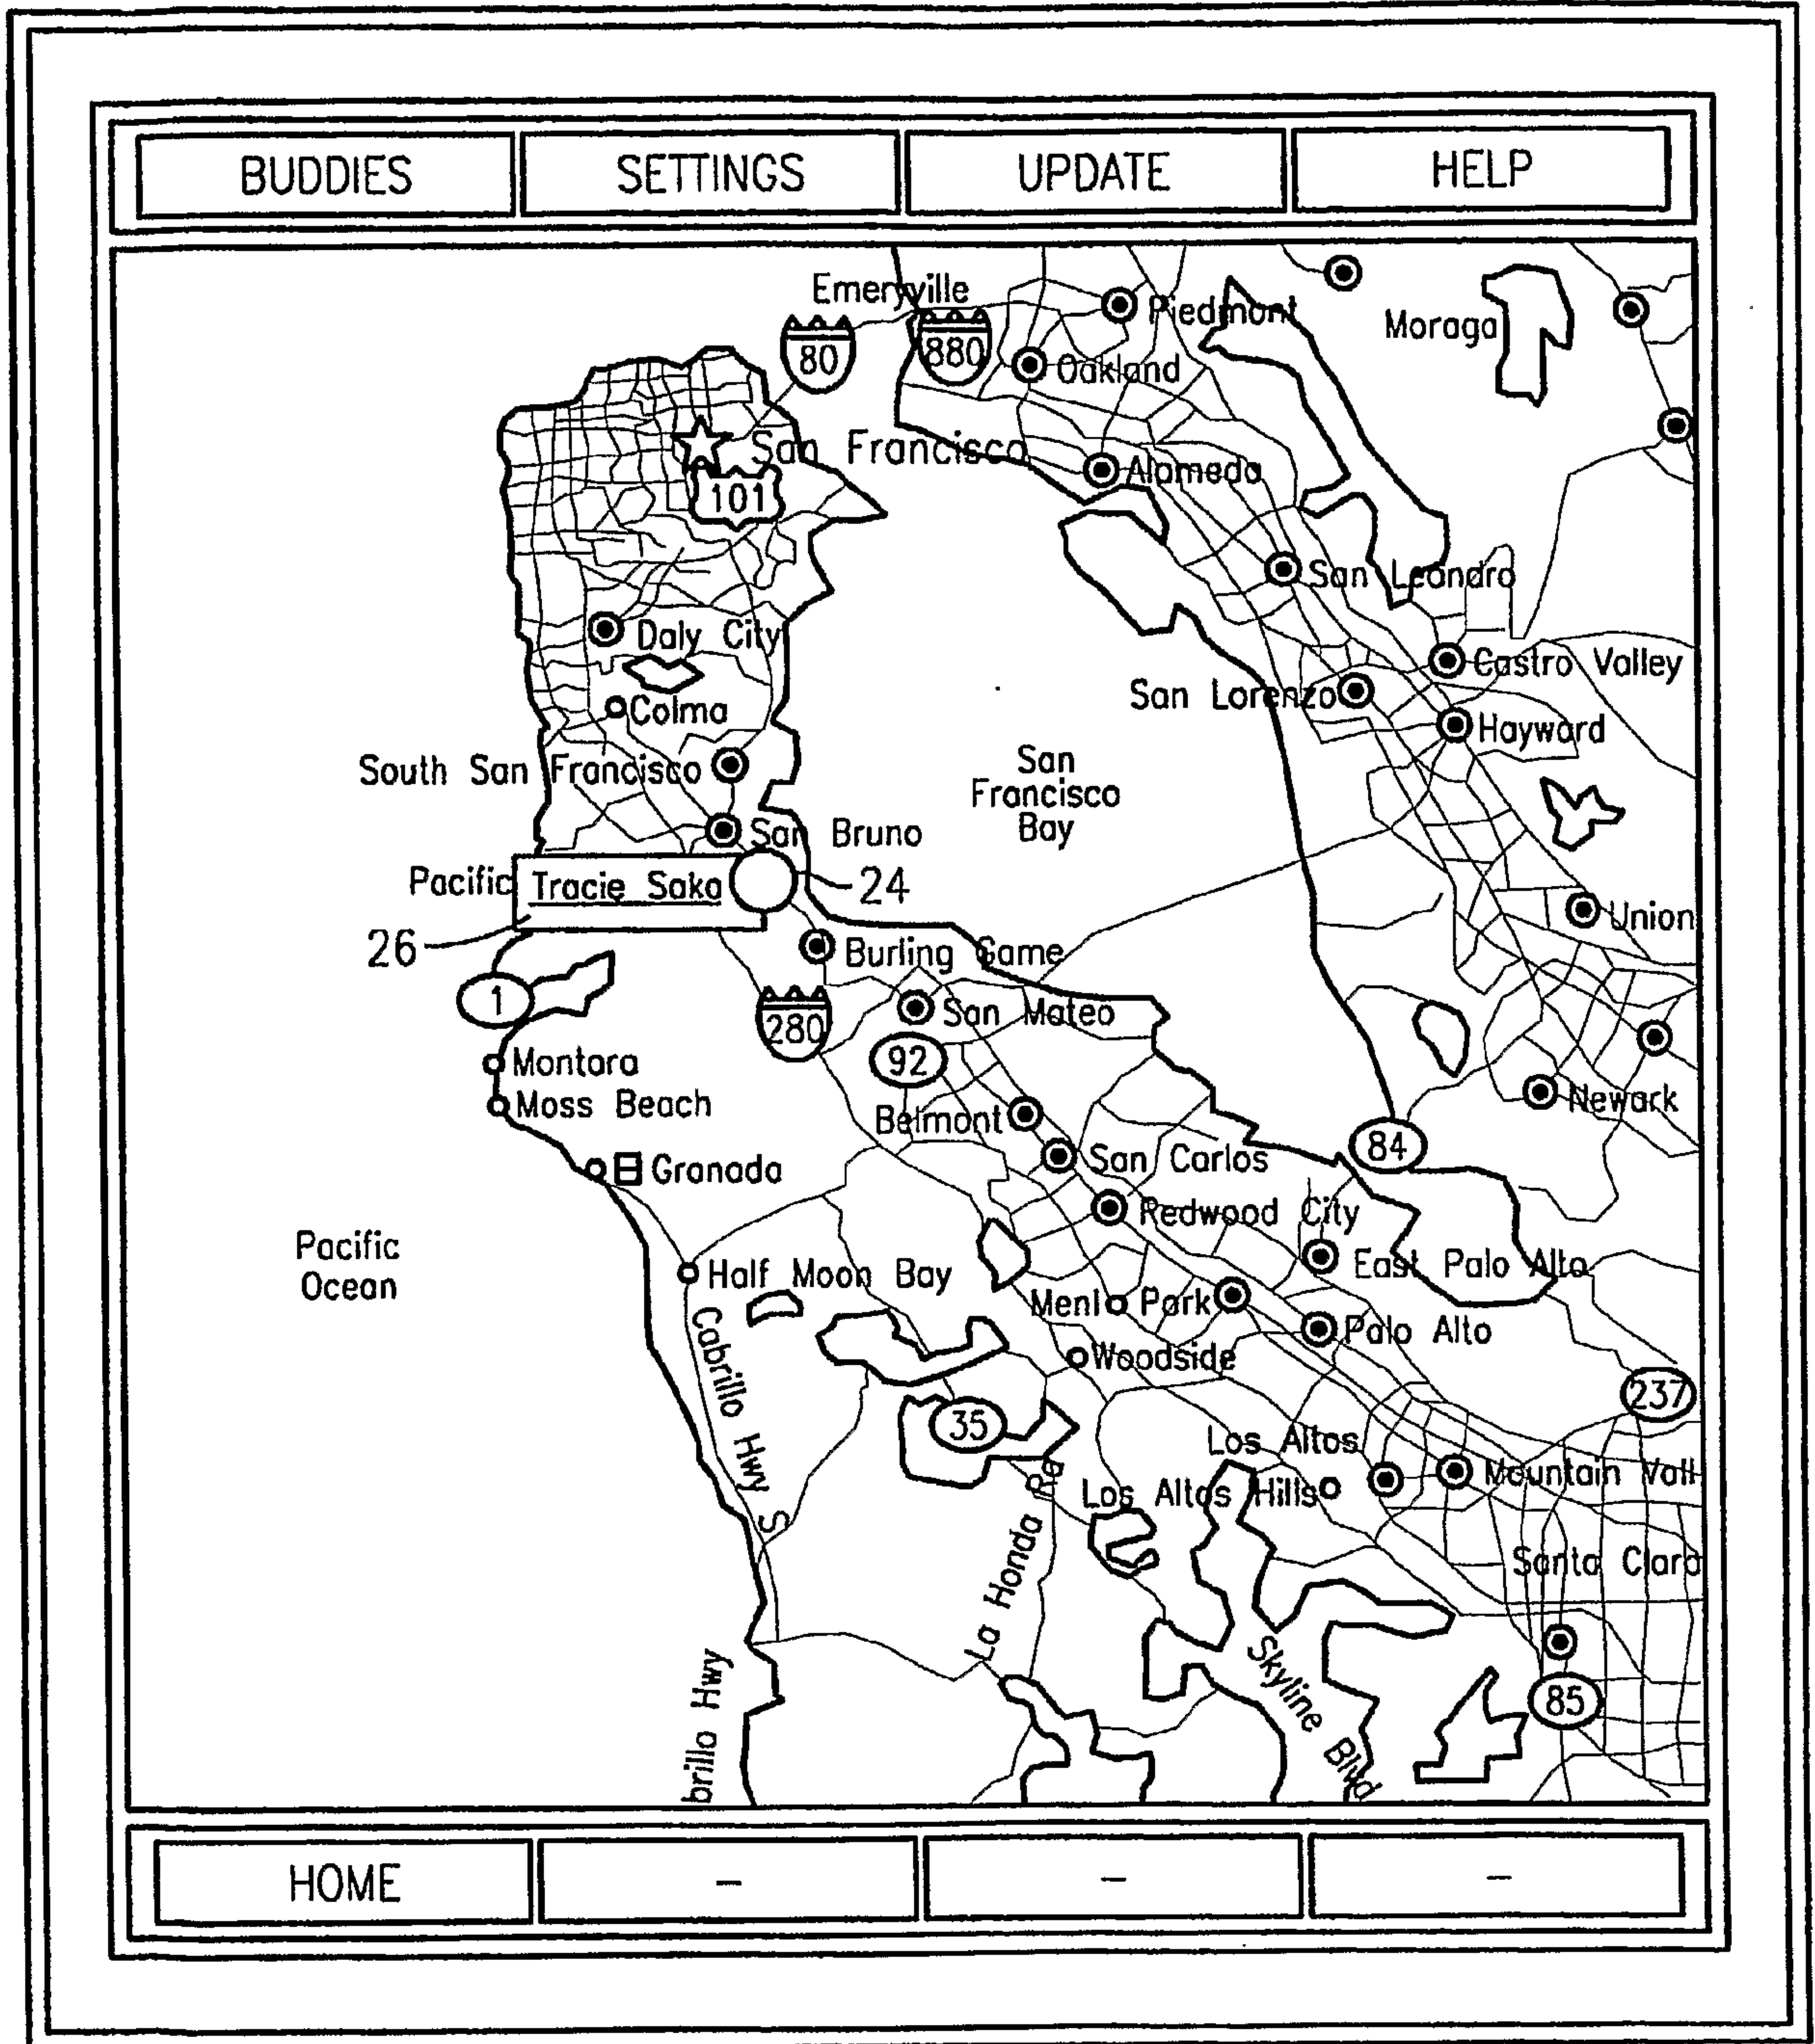 BUDDIES
SETTINGS
UPDATE
HELP
Emeryville
Piedmont
Moraga
80
880
Oakland
San Francisco
Alameda
101
San Leandro
Daly City
Castro Valley
San Lorenzo
Colma
Hayward
South San Francisco
San
Francisco
Bay
San Bruno
Pacific
Tracie Saka
24
Union
26
Burling Game
1
San Mateo
280
92
Montara
Moss Beach
Newark
Belmont
84
San Carlos
Granada
Redwood City
Pacific
Ocean
East Palo Alto
Half Moon Bay
Menlo Park
Palo Alto
Woodside
Cabrillo Hwy S
237
35
Los Altos
Mountain Vall
Los Altos Hills
La Honda Rd
Santa Clara
Skyline Blvd
85
brillo Hwy
HOME
-
-
-